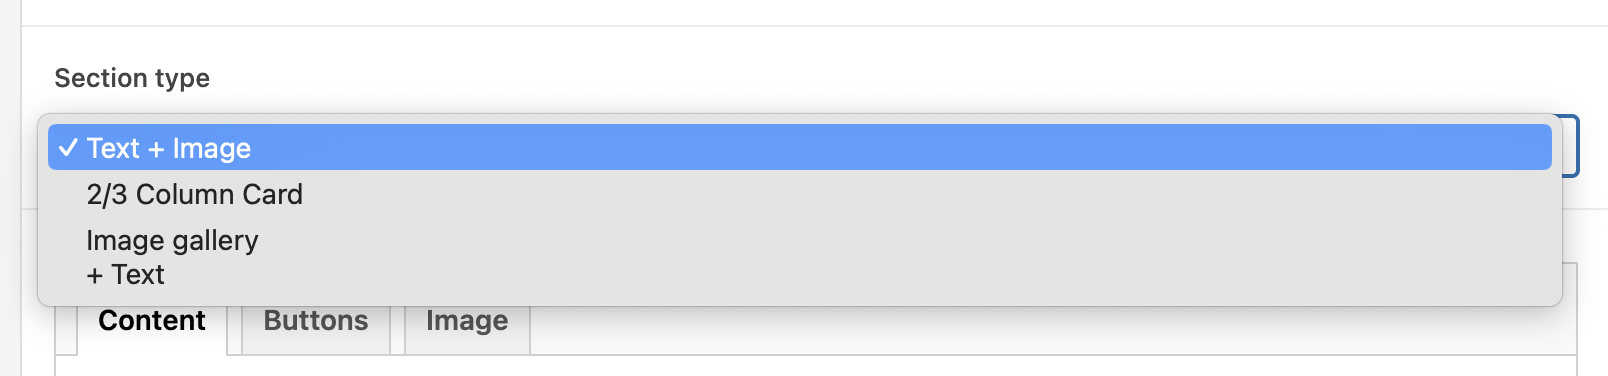 Section type
✓ Text + Image
2/3 Column Card
Image gallery
+ Text
Content Buttons Image